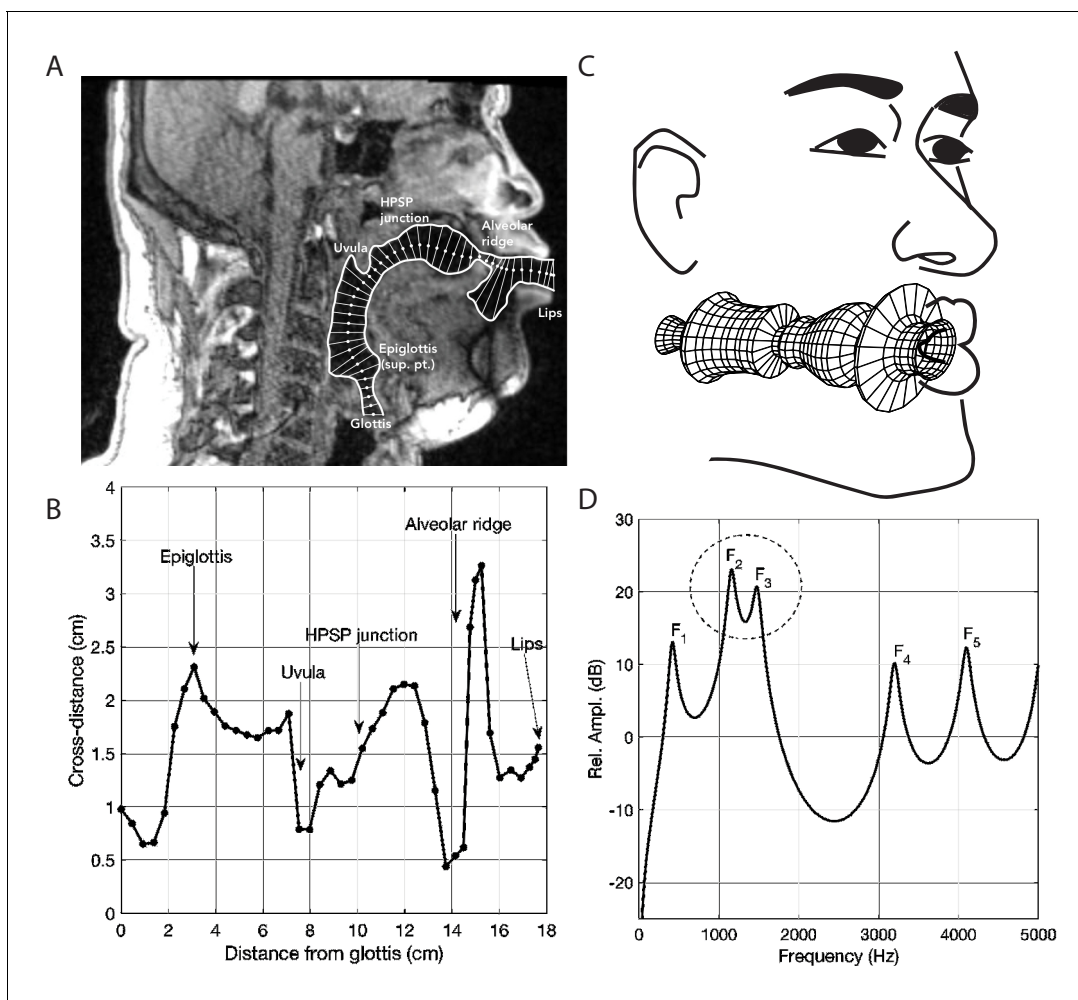 A
HPSP
junction
Alveolar
ridge
Uvula
Lips
Epiglottis
(sup. pt.)
Glottis
C
B
4
3.5
3
2.5
2
1.5
1
0.5
0
Cross-distance (cm)
Epiglottis
Uvula
HPSP junction
Alveolar ridge
Lips
0 2 4 6 8 10 12 14 16 18
Distance from glottis (cm)
D
30
20
10
0
-10
-20
Rel. Ampl. (dB)
F1
F2
F3
F4
F5
0 1000 2000 3000 4000 5000
Frequency (Hz)